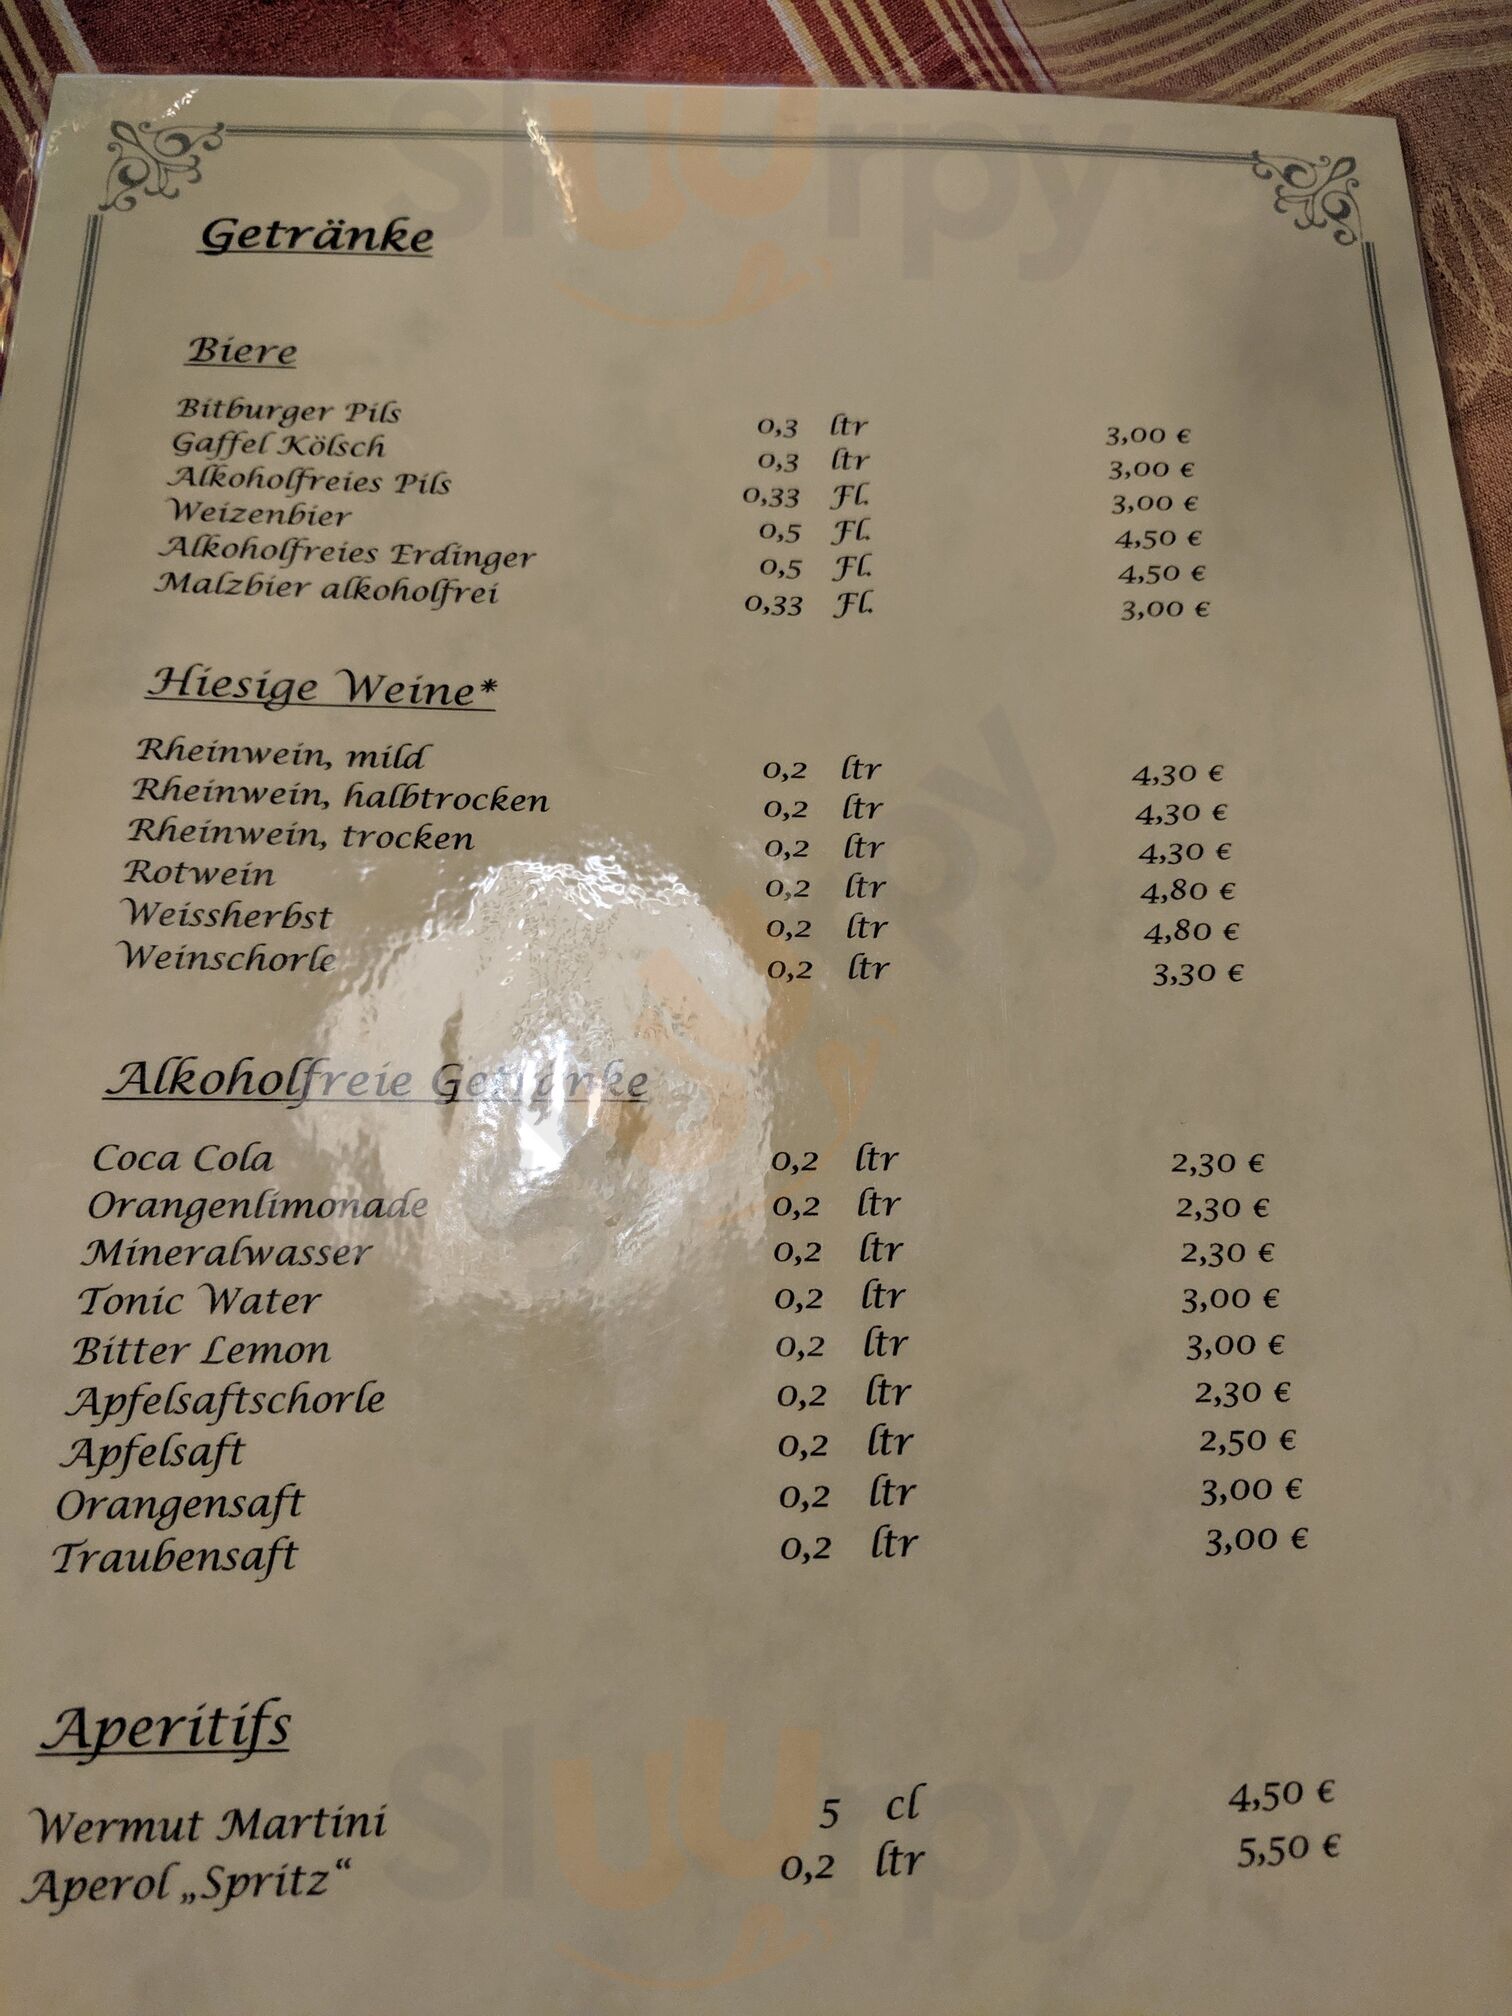 Getränke
Biere
Bitburger Pils 0,3 ltr 3,00 €
Gaffel Kölsch 0,3 ltr 3,00 €
Alkoholfreies Pils 0,33 Fl. 3,00 €
Weizenbier 0,5 Fl. 4,50 €
Alkoholfreies Erdinger 0,5 Fl. 4,50 €
Malzbier alkoholfrei 0,33 Fl. 3,00 €
Hiesige Weine*
Rheinwein, mild 0,2 ltr 4,30 €
Rheinwein, halbtrocken 0,2 ltr 4,30 €
Rheinwein, trocken 0,2 ltr 4,30 €
Rotwein 0,2 ltr 4,80 €
Weissherbst 0,2 ltr 4,80 €
Weinschorle 0,2 ltr 3,30 €
Alkoholfreie Getränke
Coca Cola 0,2 ltr 2,30 €
Orangenlimonade 0,2 ltr 2,30 €
Mineralwasser 0,2 ltr 2,30 €
Tonic Water 0,2 ltr 3,00 €
Bitter Lemon 0,2 ltr 3,00 €
Apfelsaftschorle 0,2 ltr 2,30 €
Apfelsaft 0,2 ltr 2,50 €
Orangensaft 0,2 ltr 3,00 €
Traubensaft 0,2 ltr 3,00 €
Aperitifs
Wermut Martini 5 cl 4,50 €
Aperol „Spritz“ 0,2 ltr 5,50 €
Sluurpy
Sluurpy
Sluurpy